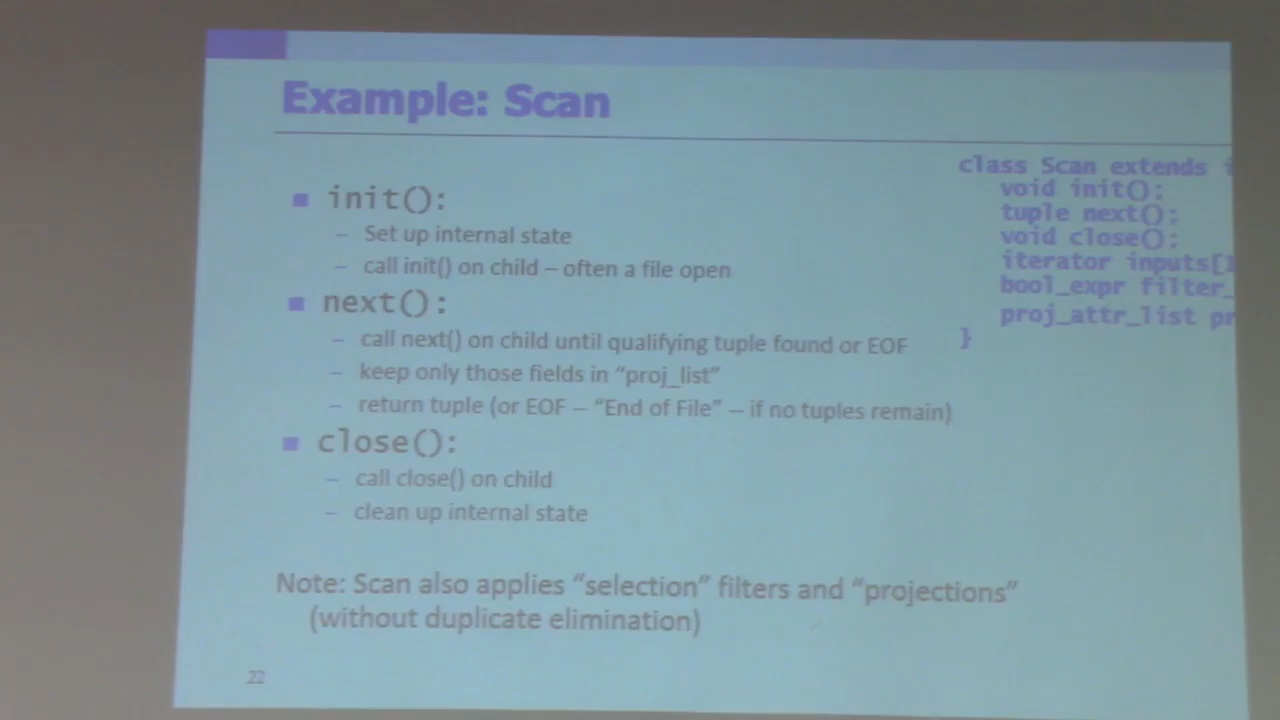 Example: Scan
class Scan extends
void init();
tuple next();
void close();
iterator inputs[]
bool_expr filter_
proj_attr_list pr
}
init():
– Set up internal state
– call init() on child – often a file open
next():
– call next() on child until qualifying tuple found or EOF
– keep only those fields in “proj_list”
– return tuple (or EOF – “End of File” – if no tuples remain)
close():
– call close() on child
– clean up internal state
Note: Scan also applies “selection” filters and “projections”
(without duplicate elimination)
22